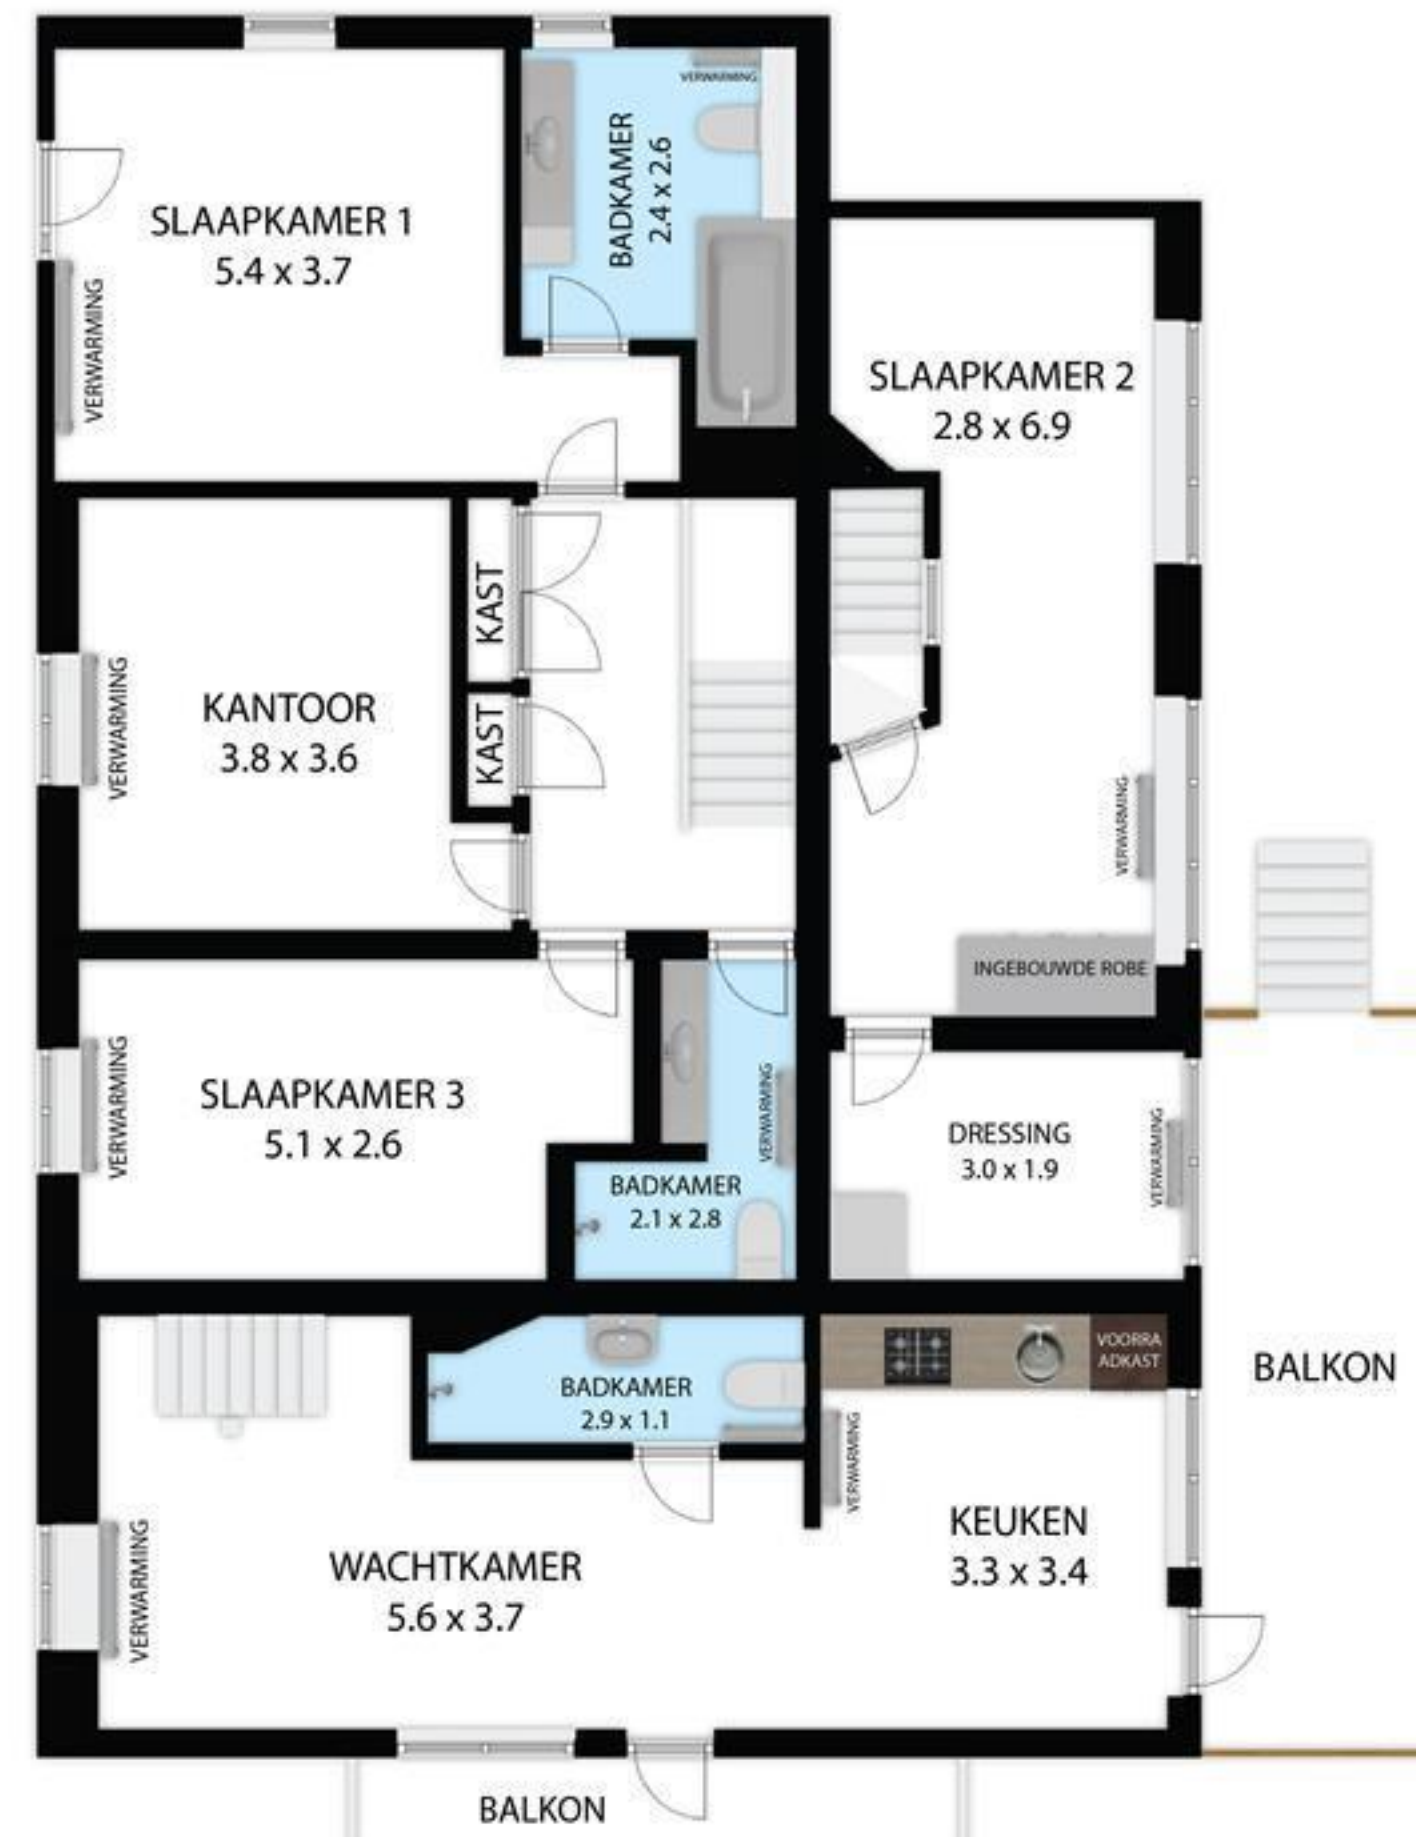 VERWARMING
BADKAMER
2.4 x 2.6
SLAAPKAMER 1
5.4 x 3.7
VERWARMING
SLAAPKAMER 2
2.8 x 6.9
KAST
KANTOOR
3.8 x 3.6
VERWARMING
KAST
VERWARMING
INGEBOUWDE ROBE
SLAAPKAMER 3
5.1 x 2.6
VERWARMING
VERWARMING
BADKAMER
2.1 x 2.8
DRESSING
3.0 x 1.9
VERWARMING
VOORRA
ADKAST
BALKON
BADKAMER
2.9 x 1.1
VERWARMING
KEUKEN
3.3 x 3.4
WACHTKAMER
5.6 x 3.7
VERWARMING
BALKON